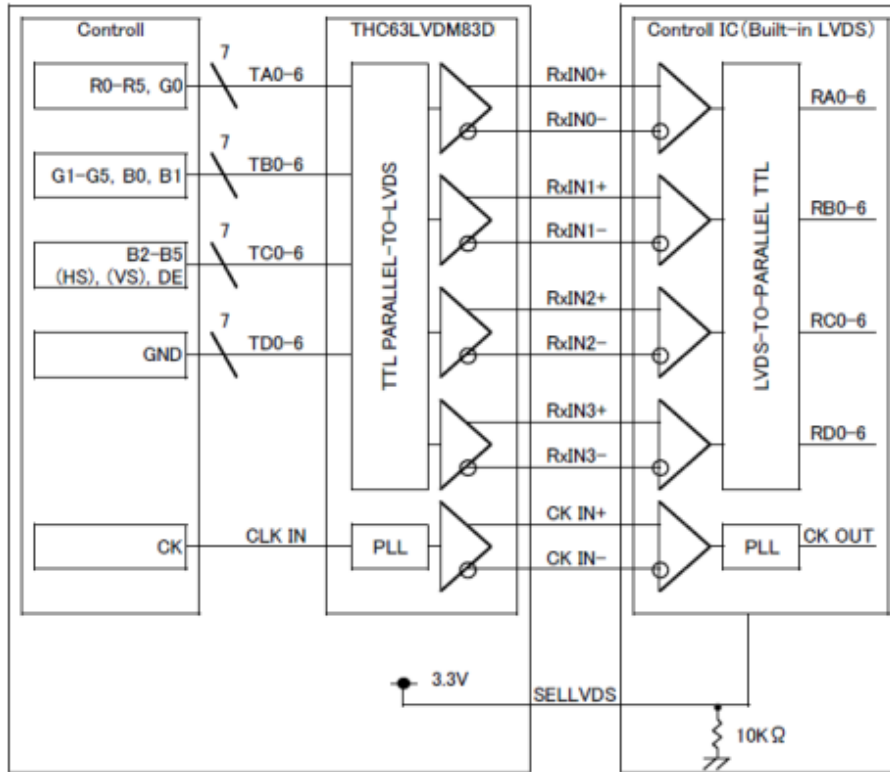 Controll
THC63LVDM83D
Controll IC(Built-in LVDS)
R0-R5, G0
7
TA0-6
RxIN0+
RxIN0-
RA0-6
G1-G5, B0, B1
7
TB0-6
RxIN1+
RxIN1-
RB0-6
B2-B5
(HS), (VS), DE
7
TC0-6
RxIN2+
RxIN2-
RC0-6
GND
7
TD0-6
RxIN3+
RxIN3-
RD0-6
TTL PARALLEL-TO-LVDS
LVDS-TO-PARALLEL TTL
CK
CLK IN
PLL
CK IN+
CK IN-
PLL
CK OUT
3.3V
SELLVDS
10KΩ